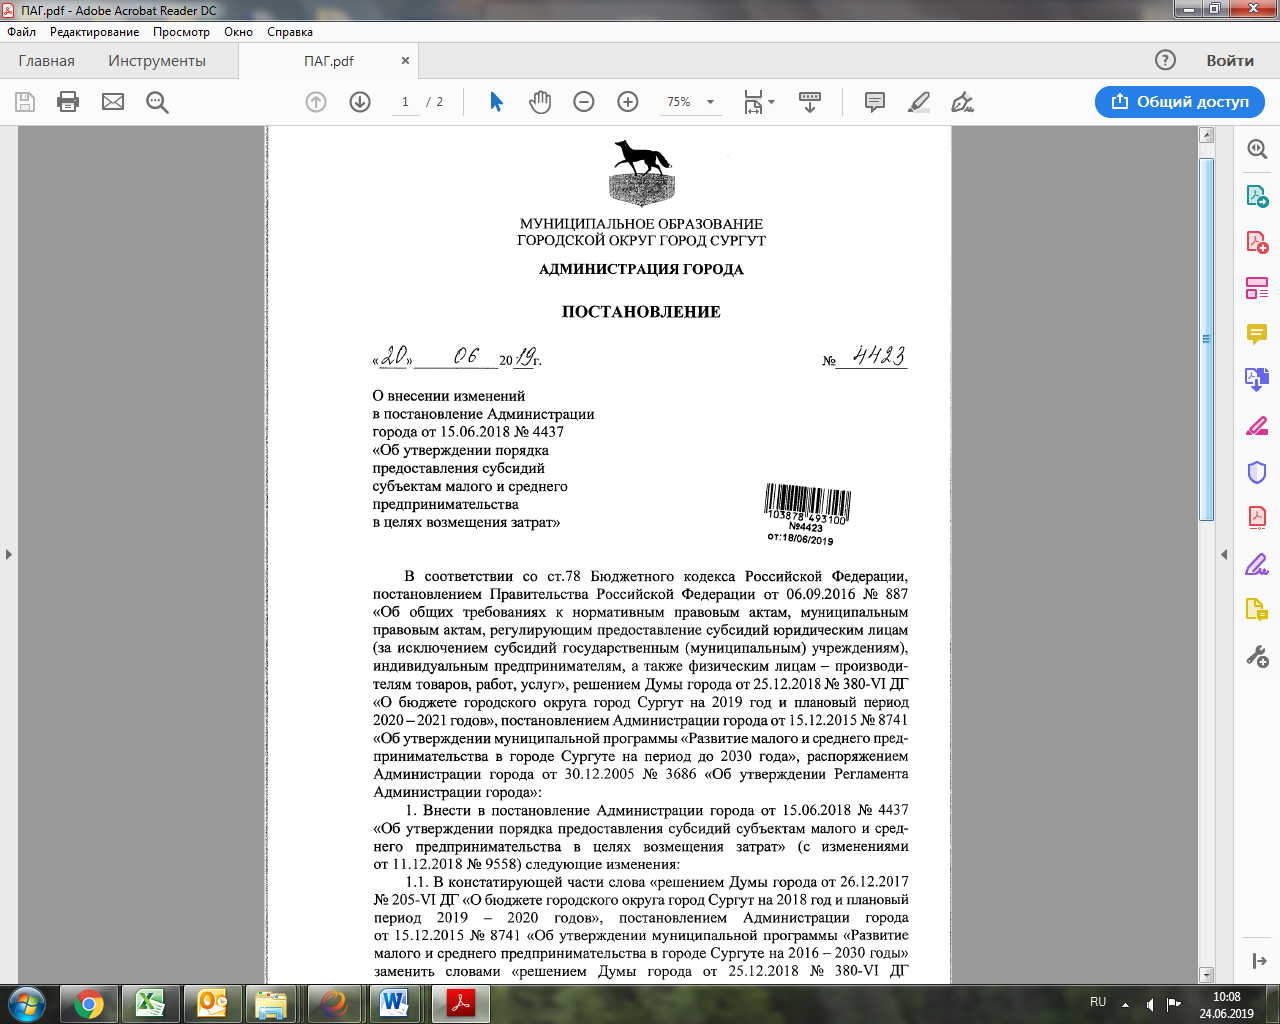 ПАГ.pdf - Adobe Acrobat Reader DC
Файл Редактирование Просмотр Окно Справка
Главная Инструменты ПАГ.pdf × Войти
1 / 2 75% Общий доступ
МУНИЦИПАЛЬНОЕ ОБРАЗОВАНИЕ
ГОРОДСКОЙ ОКРУГ ГОРОД СУРГУТ
АДМИНИСТРАЦИЯ ГОРОДА
ПОСТАНОВЛЕНИЕ
«20» 06 2019г. № 4423
О внесении изменений
в постановление Администрации
города от 15.06.2018 № 4437
«Об утверждении порядка
предоставления субсидий
субъектам малого и среднего
предпринимательства
в целях возмещения затрат»
103878 493100
№4423
от:18/06/2019
В соответствии со ст.78 Бюджетного кодекса Российской Федерации,
постановлением Правительства Российской Федерации от 06.09.2016 № 887
«Об общих требованиях к нормативным правовым актам, муниципальным
правовым актам, регулирующим предоставление субсидий юридическим лицам
(за исключением субсидий государственным (муниципальным) учреждениям),
индивидуальным предпринимателям, а также физическим лицам – производи-
телям товаров, работ, услуг», решением Думы города от 25.12.2018 № 380-VI ДГ
«О бюджете городского округа город Сургут на 2019 год и плановый период
2020 – 2021 годов», постановлением Администрации города от 15.12.2015 № 8741
«Об утверждении муниципальной программы «Развитие малого и среднего пред-
принимательства в городе Сургуте на период до 2030 года», распоряжением
Администрации города от 30.12.2005 № 3686 «Об утверждении Регламента
Администрации города»:
1. Внести в постановление Администрации города от 15.06.2018 № 4437
«Об утверждении порядка предоставления субсидий субъектам малого и сред-
него предпринимательства в целях возмещения затрат» (с изменениями
от 11.12.2018 № 9558) следующие изменения:
1.1. В констатирующей части слова «решением Думы города от 26.12.2017
№ 205-VI ДГ «О бюджете городского округа город Сургут на 2018 год и плановый
период 2019 – 2020 годов», постановлением Администрации города
от 15.12.2015 № 8741 «Об утверждении муниципальной программы «Развитие
малого и среднего предпринимательства в городе Сургуте на 2016 – 2030 годы»
заменить словами «решением Думы города от 25.12.2018 № 380-VI ДГ
RU 10:08
24.06.2019